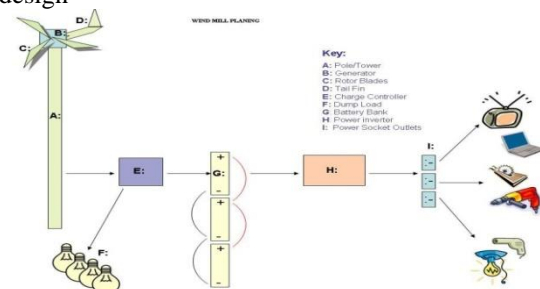 design
WIND MILL PLANING
D:
B:
C:
Key:
A: Pole/Tower
B: Generator
C: Rotor Blades
D: Tail Fin
E: Charge Controller
F: Dump Load
G: Battery Bank
H: Power Inverter
I: Power Socket Outlets
A:
I:
E:
+
G:
-
H:
:-
+
:-
-
:-
+
F:
-